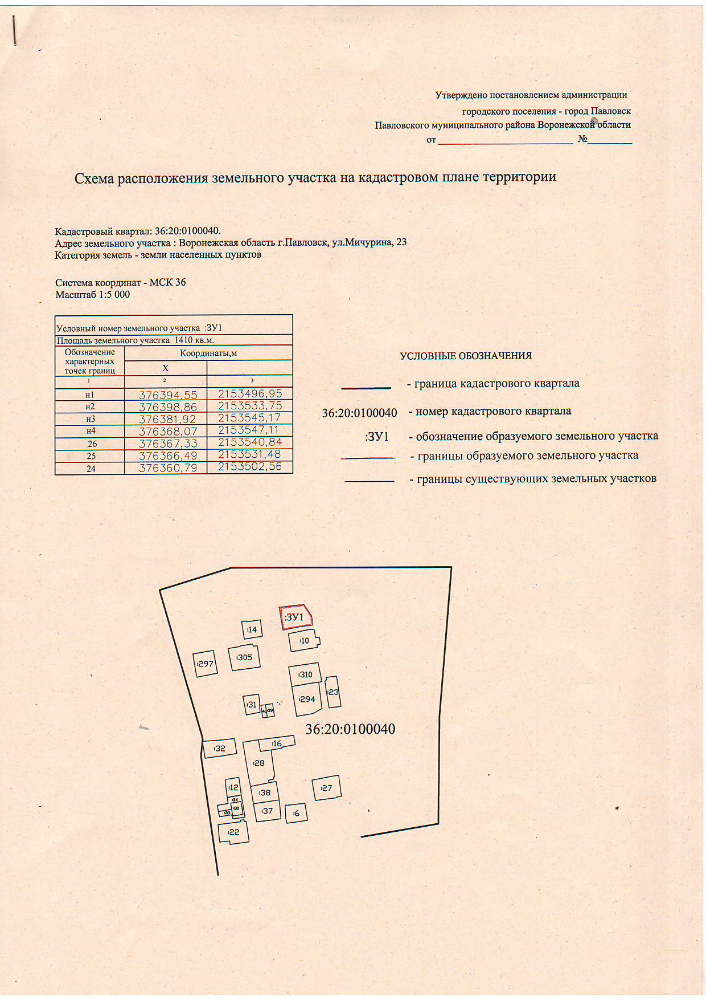 Утверждено постановлением администрации
городского поселения - город Павловск
Павловского муниципального района Воронежской области
от ____________ №________
Схема расположения земельного участка на кадастровом плане территории
Кадастровый квартал: 36:20:0100040.
Адрес земельного участка : Воронежская область г.Павловск, ул.Мичурина, 23
Категория земель - земли населенных пунктов
Система координат - МСК 36
Масштаб 1:5 000
Условный номер земельного участка :ЗУ1
Площадь земельного участка 1410 кв.м.
Обозначение характерных точек границ
Координаты,м
X
1 2 3
н1 376394,55 2153496,95
н2 376398,86 2153533,75
н3 376381,92 2153545,17
н4 376368,07 2153547,11
26 376367,33 2153540,84
25 376366,49 2153531,48
24 376360,79 2153502,56
УСЛОВНЫЕ ОБОЗНАЧЕНИЯ
- граница кадастрового квартала
36:20:0100040 - номер кадастрового квартала
:ЗУ1 - обозначение образуемого земельного участка
- границы образуемого земельного участка
- границы существующих земельных участков
:ЗУ1
:14
:10
:305
:297
:310
:294
:23
:31
:40
:39
36:20:0100040
:16
:32
:28
:27
:12
:38
:34
:30
:33
:37
:6
:22